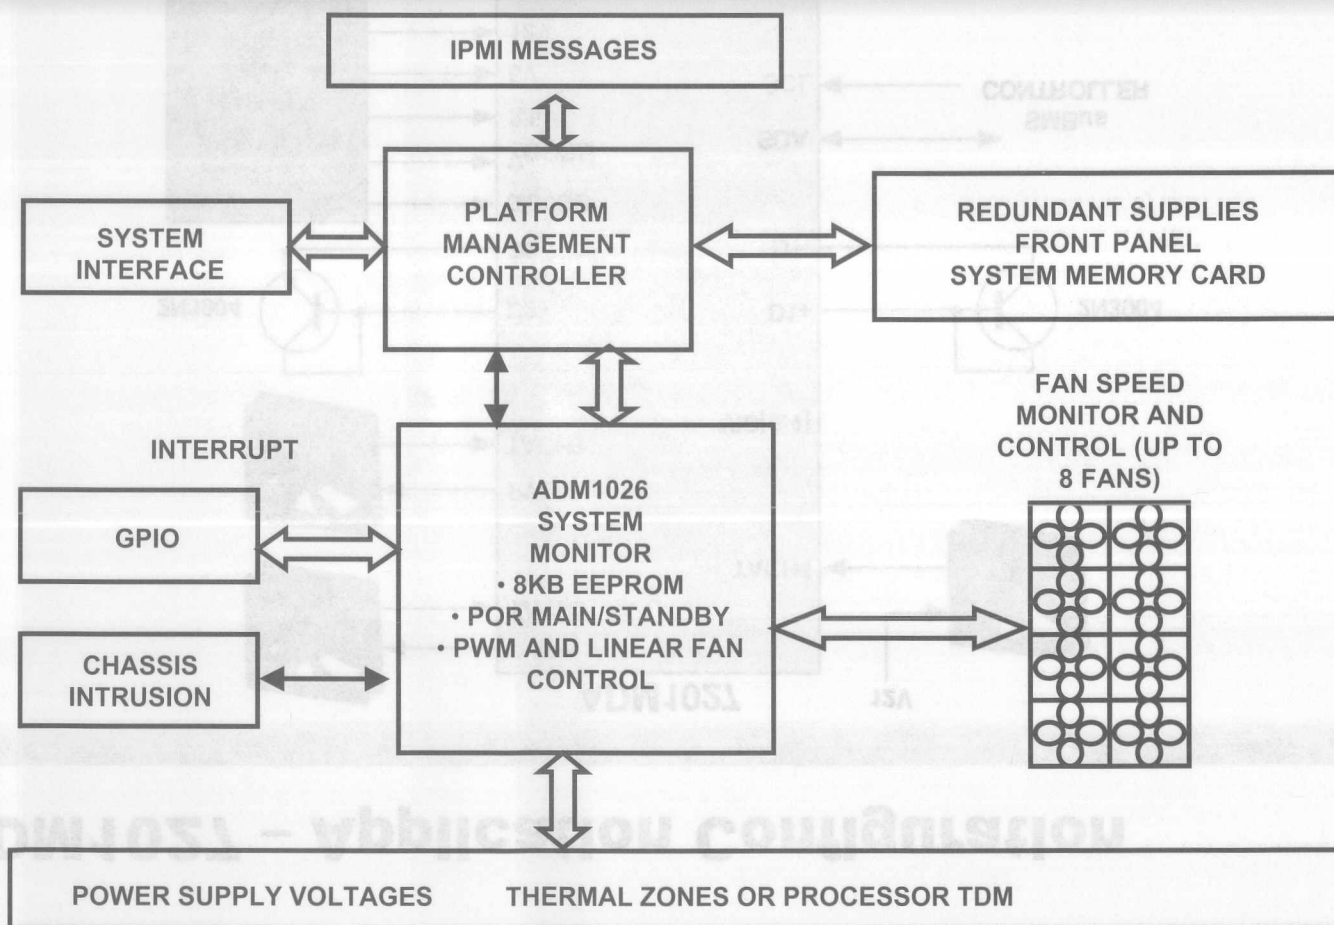 IPMI MESSAGES
PLATFORM
MANAGEMENT
CONTROLLER
SYSTEM
INTERFACE
REDUNDANT SUPPLIES
FRONT PANEL
SYSTEM MEMORY CARD
FAN SPEED
MONITOR AND
CONTROL (UP TO
8 FANS)
INTERRUPT
GPIO
ADM1026
SYSTEM
MONITOR
• 8KB EEPROM
• POR MAIN/STANDBY
• PWM AND LINEAR FAN
CONTROL
CHASSIS
INTRUSION
POWER SUPPLY VOLTAGES THERMAL ZONES OR PROCESSOR TDM